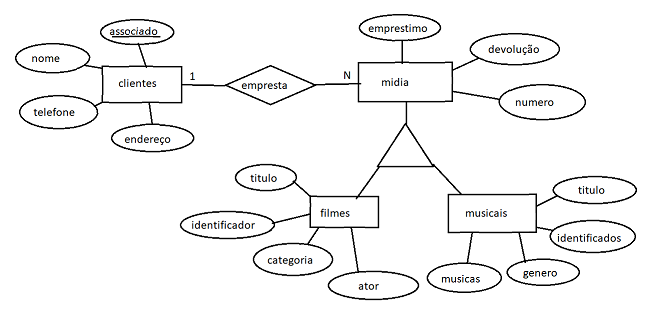 associado
emprestimo
nome
devolução
clientes
1
empresta
N
midia
telefone
numero
endereço
titulo
titulo
filmes
musicais
identificador
identificados
categoria
musicas
genero
ator